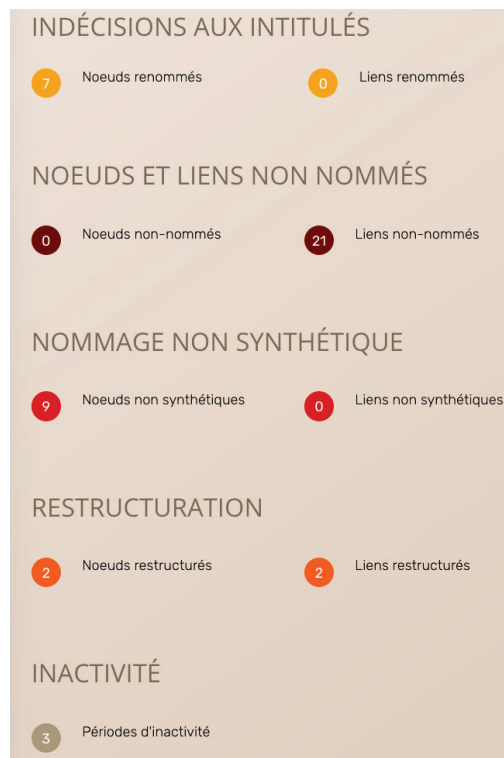 INDÉCISIONS AUX INTITULÉS
7 Noeuds renommés 0 Liens renommés
NOEUDS ET LIENS NON NOMMÉS
0 Noeuds non-nommés 21 Liens non-nommés
NOMMAGE NON SYNTHÉTIQUE
9 Noeuds non synthétiques 0 Liens non synthétiques
RESTRUCTURATION
2 Noeuds restructurés 2 Liens restructurés
INACTIVITÉ
3 Périodes d'inactivité